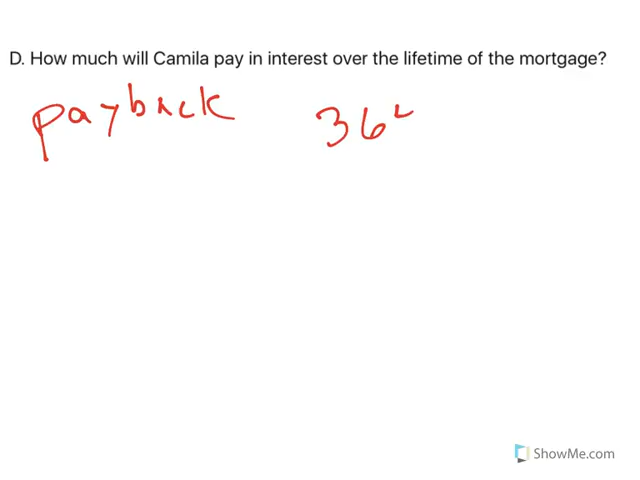 D. How much will Camila pay in interest over the lifetime of the mortgage?
payback 36
ShowMe.com